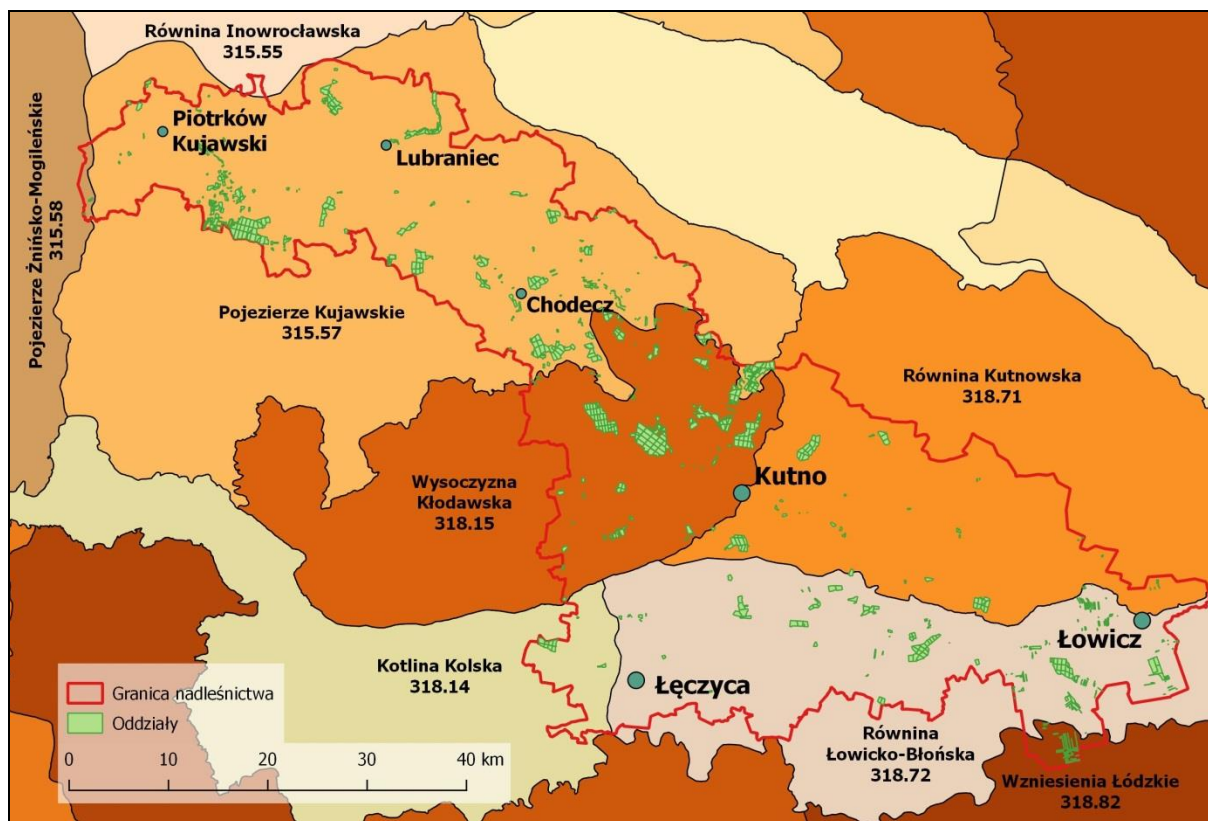 Równina Inowrocławska
315.55
Pojezierze Żnińsko-Mogileńskie
315.58
Piotrków
Kujawski
Lubraniec
Chodecz
Pojezierze Kujawskie
315.57
Równina Kutnowska
318.71
Wysoczyzna
Kłodawska
318.15
Kutno
Kotlina Kolska
318.14
Łęczyca
Łowicz
Równina
Łowicko-Błońska
318.72
Wzniesienia Łódzkie
318.82
Granica nadleśnictwa
Oddziały
0 10 20 30 40 km